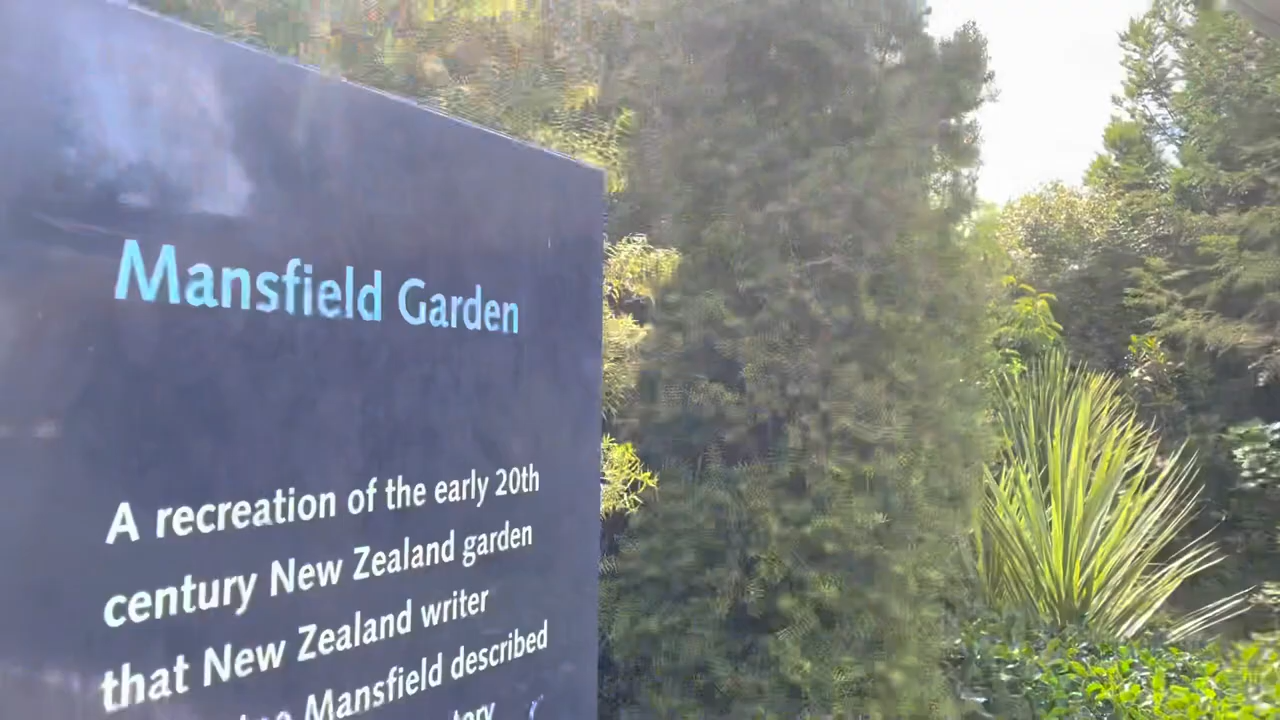 Mansfield Garden
A recreation of the early 20th
century New Zealand garden
that New Zealand writer
Mansfield described